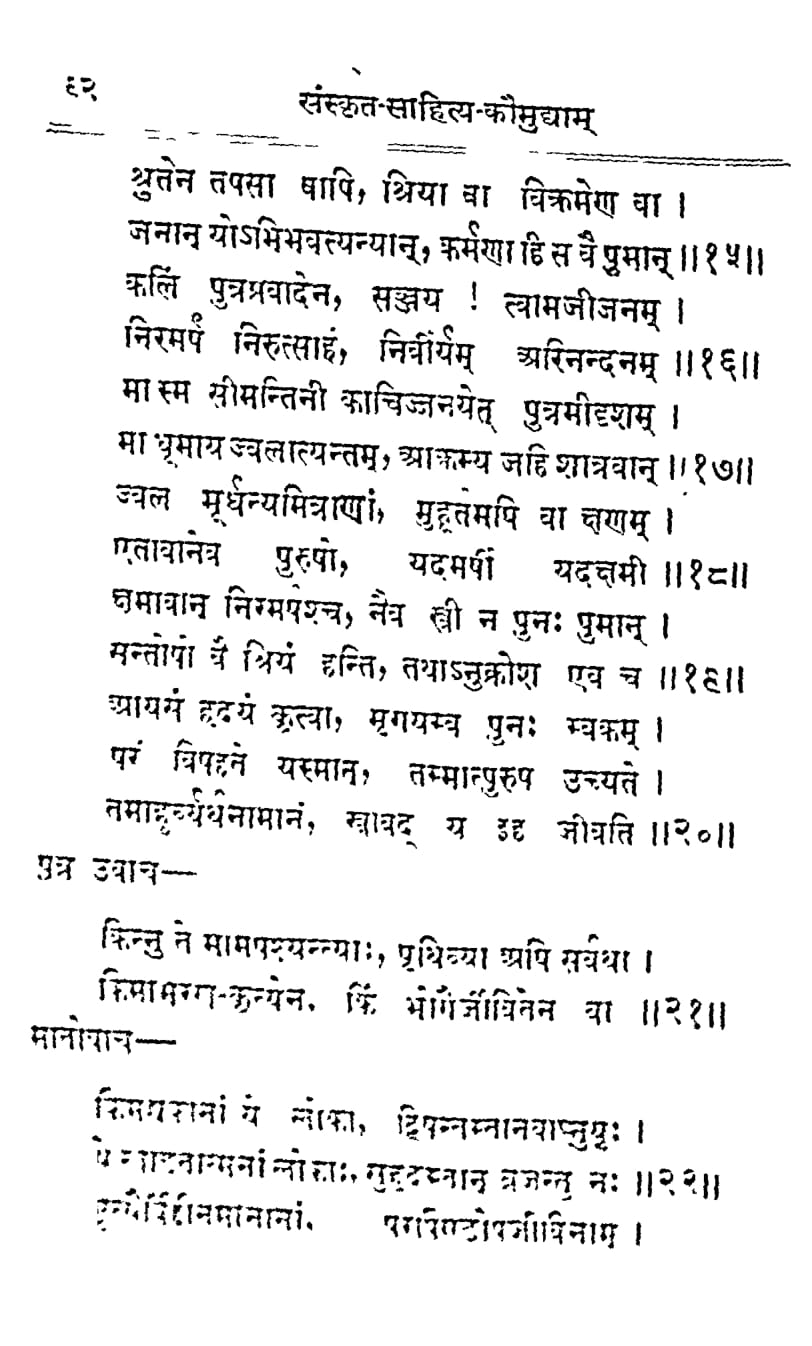 ६२
संस्कृत-साहित्य-कौमुद्याम्
श्रुतेन तपसा वापि, श्रिया वा विक्रमेण वा ।
जनान् योऽभिभवत्यन्यान्, कर्मणा हि स वै पुमान् ॥१५॥
कलिं पुत्रप्रवादेन, सञ्जय ! त्वामजीजनम् ।
निरमर्षं निरुत्साहं, निर्वीर्यम् अरिनन्दनम् ॥१६॥
मा स्म सीमन्तिनी काचिज्जनयेत् पुत्रमीदृशम् ।
मा धूमाय ज्वलात्यन्तम्, आक्रम्य जहि शात्रवान् ॥१७॥
ज्वल मूर्धन्यमित्राणां, मुहूर्तमपि वा क्षणम् ।
एतावानेव पुरुषो, यदमर्षी यदक्षमी ॥१८॥
क्षमावान् निरमर्षश्च, नैव स्त्री न पुनः पुमान् ।
सन्तोषो वै श्रियं हन्ति, तथाऽनुक्रोश एव च ॥१९॥
आयसं हृदयं कृत्वा, मृगयस्व पुनः स्वकम् ।
परं विषहते यस्मात्, तस्मात्पुरुष उच्यते ।
तमाहुर्व्यर्थनामानं, स्त्रीवद् य इह जीवति ॥२०॥
पुत्र उवाच—
किन्नु ते मामपश्यन्त्याः, पृथिव्या अपि सर्वथा ।
किमाभरण-कृत्येन, किं भोगैर्जीवितेन वा ॥२१॥
मातोवाच—
किमद्यकानां ये लोका, द्विषन्तस्तानवाप्नुयुः ।
ये त्वादृतात्मनां लोकाः, सुहृदस्तान् व्रजन्तु नः ॥२२॥
भृत्यैर्विहीनमानानां, परपिण्डोपजीविनाम् ।